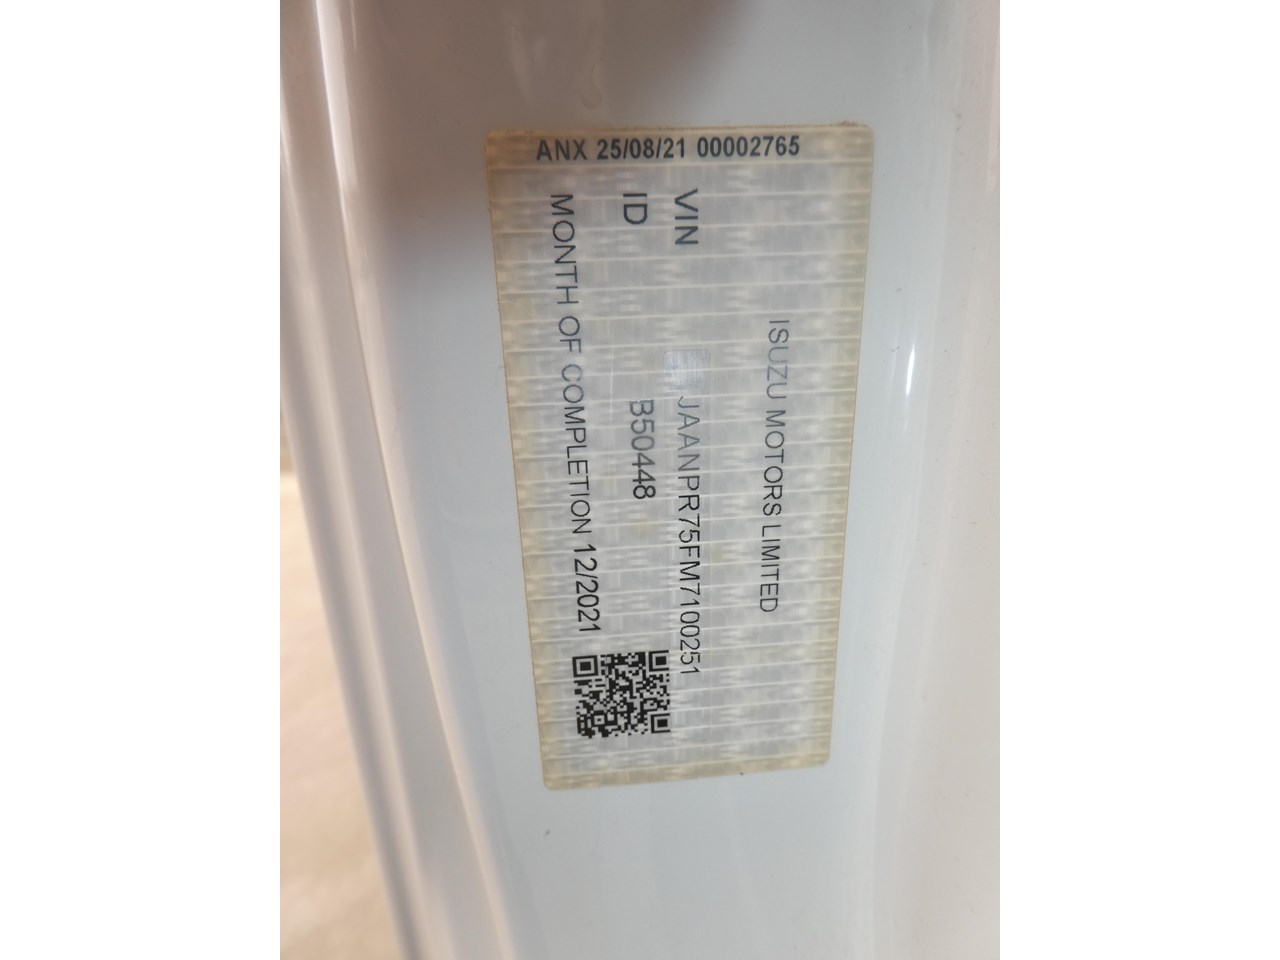 ANX 25/08/21 00002765
ISUZU MOTORS LIMITED
VIN JAANPR75FM7100251
ID B50448
MONTH OF COMPLETION 12/2021